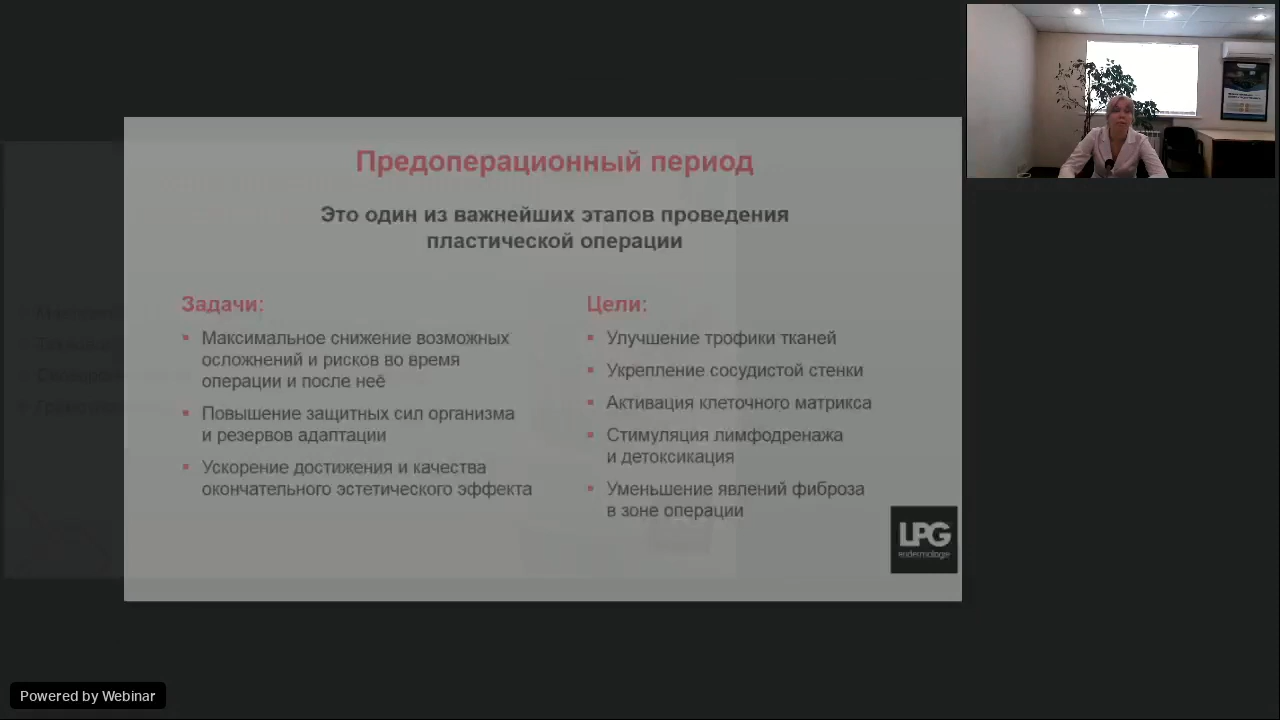 Предоперационный период
Это один из важнейших этапов проведения
пластической операции
Задачи:
▪ Максимальное снижение возможных
осложнений и рисков во время
операции и после неё
▪ Повышение защитных сил организма
и резервов адаптации
▪ Ускорение достижения и качества
окончательного эстетического эффекта
Цели:
▪ Улучшение трофики тканей
▪ Укрепление сосудистой стенки
▪ Активация клеточного матрикса
▪ Стимуляция лимфодренажа
и детоксикация
▪ Уменьшение явлений фиброза
в зоне операции
LPG
endermologie
Powered by Webinar